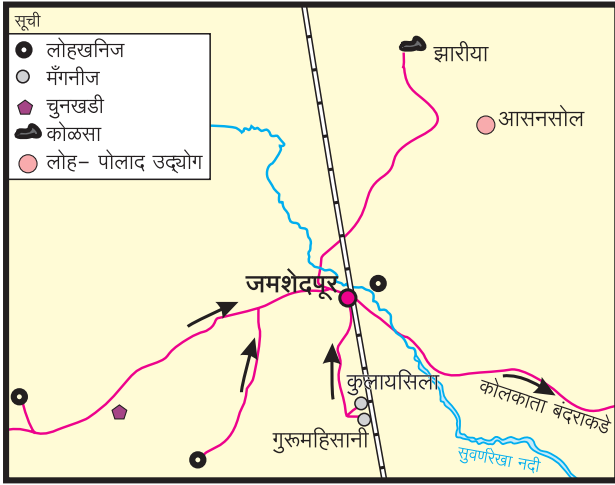 सूची
लोहखनिज
मँगनीज
चुनखडी
कोळसा
लोह- पोलाद उद्योग
झारीया
आसनसोल
जमशेदपूर
कुलायसिला
गुरूमहिसानी
कोलकाता बंदराकडे
सुवर्णरेखा नदी